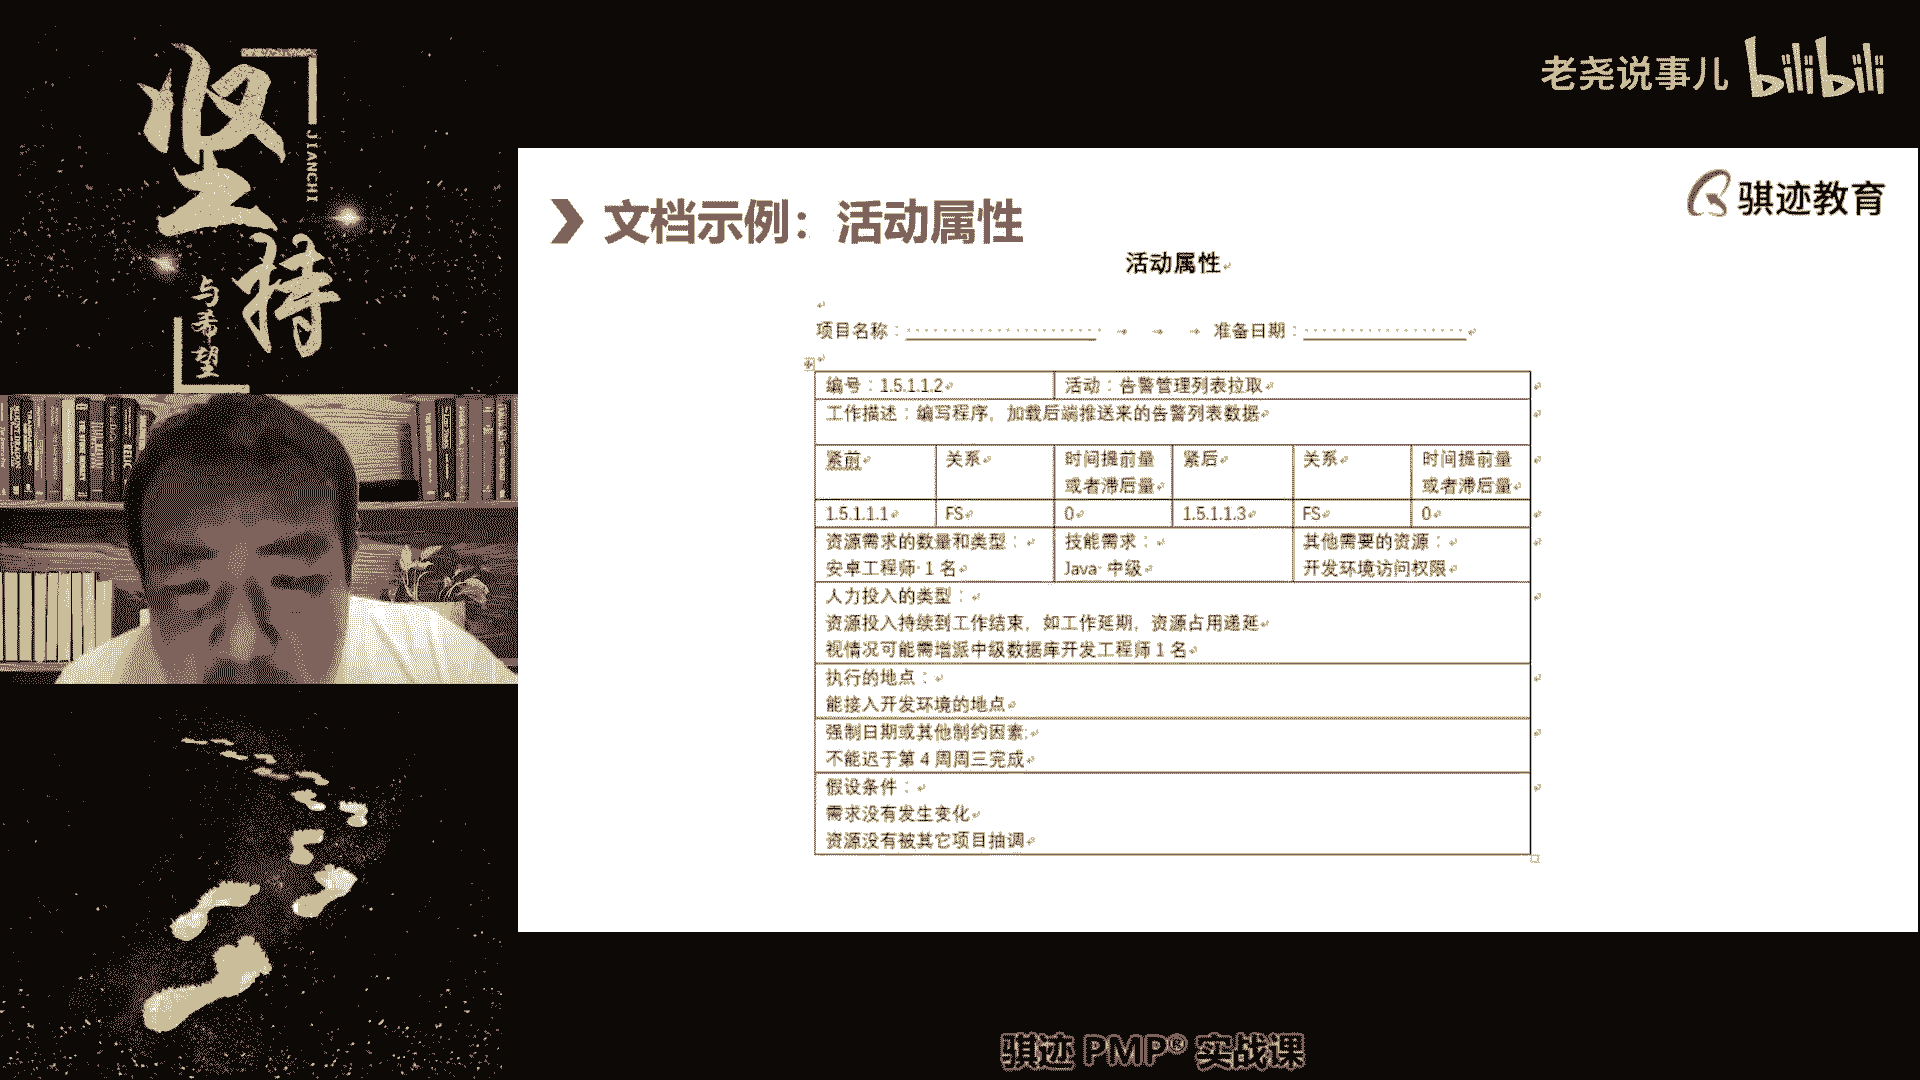 坚持
JIANCHI
与希望
老尧说事儿 bilibili
骐迹教育
文档示例：活动属性
活动属性
项目名称： 准备日期：
编号：1.5.1.1.2 活动：告警管理列表拉取
工作描述：编写程序，加载后端推送来的告警列表数据
紧前 关系 时间提前量或者滞后量 紧后 关系 时间提前量或者滞后量
1.5.1.1.1 FS 0 1.5.1.1.3 FS 0
资源需求的数量和类型： 技能需求： 其他需要的资源：
安卓工程师 1 名 Java 中级 开发环境访问权限
人力投入的类型：
资源投入持续到工作结束，如工作延期，资源占用递延
视情况可能需增派中级数据库开发工程师 1 名
执行的地点：
能接入开发环境的地点
强制日期或其他制约因素:
不能迟于第 4 周周三完成
假设条件：
需求没有发生变化
资源没有被其它项目抽调
骐迹 PMP® 实战课